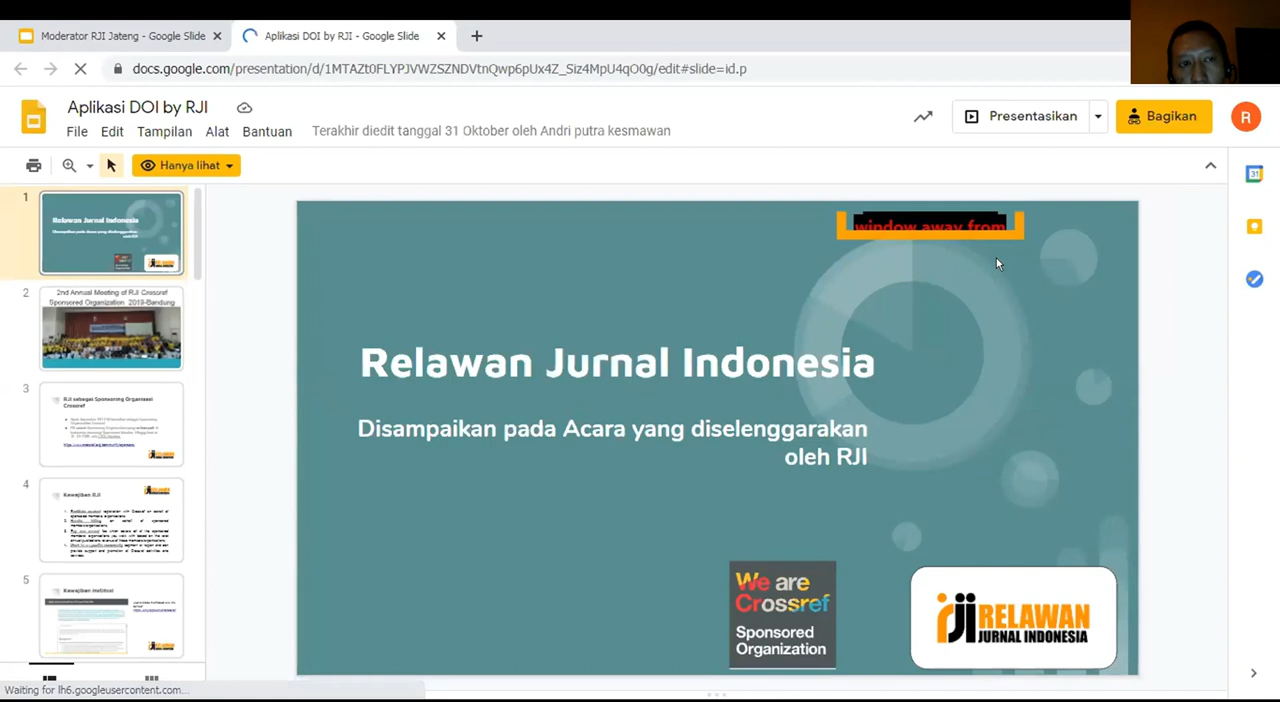 Moderator RJI Jateng - Google Slide
Aplikasi DOI by RJI - Google Slide
docs.google.com/presentation/d/1MTAZt0FLYPJVWZSZNDVtnQwp6pUx4Z_Siz4MpU4qO0g/edit#slide=id.p
Aplikasi DOI by RJI
File Edit Tampilan Alat Bantuan Terakhir diedit tanggal 31 Oktober oleh Andri putra kesmawan
Presentasikan
Bagikan
R
Hanya lihat
31
1
Relawan Jurnal Indonesia
2
2nd Annual Meeting of RJI Crossref
Sponsored Organization 2019-Bandung
3
RJI sebagai Sponsoring Organisasi
Crossref
4
Kewajiban RJI
5
Kewajiban Institusi
window away from
Relawan Jurnal Indonesia
Disampaikan pada Acara yang diselenggarakan
oleh RJI
We are
Crossref
Sponsored
Organization
rji RELAWAN
JURNAL INDONESIA
Waiting for lh6.googleusercontent.com...